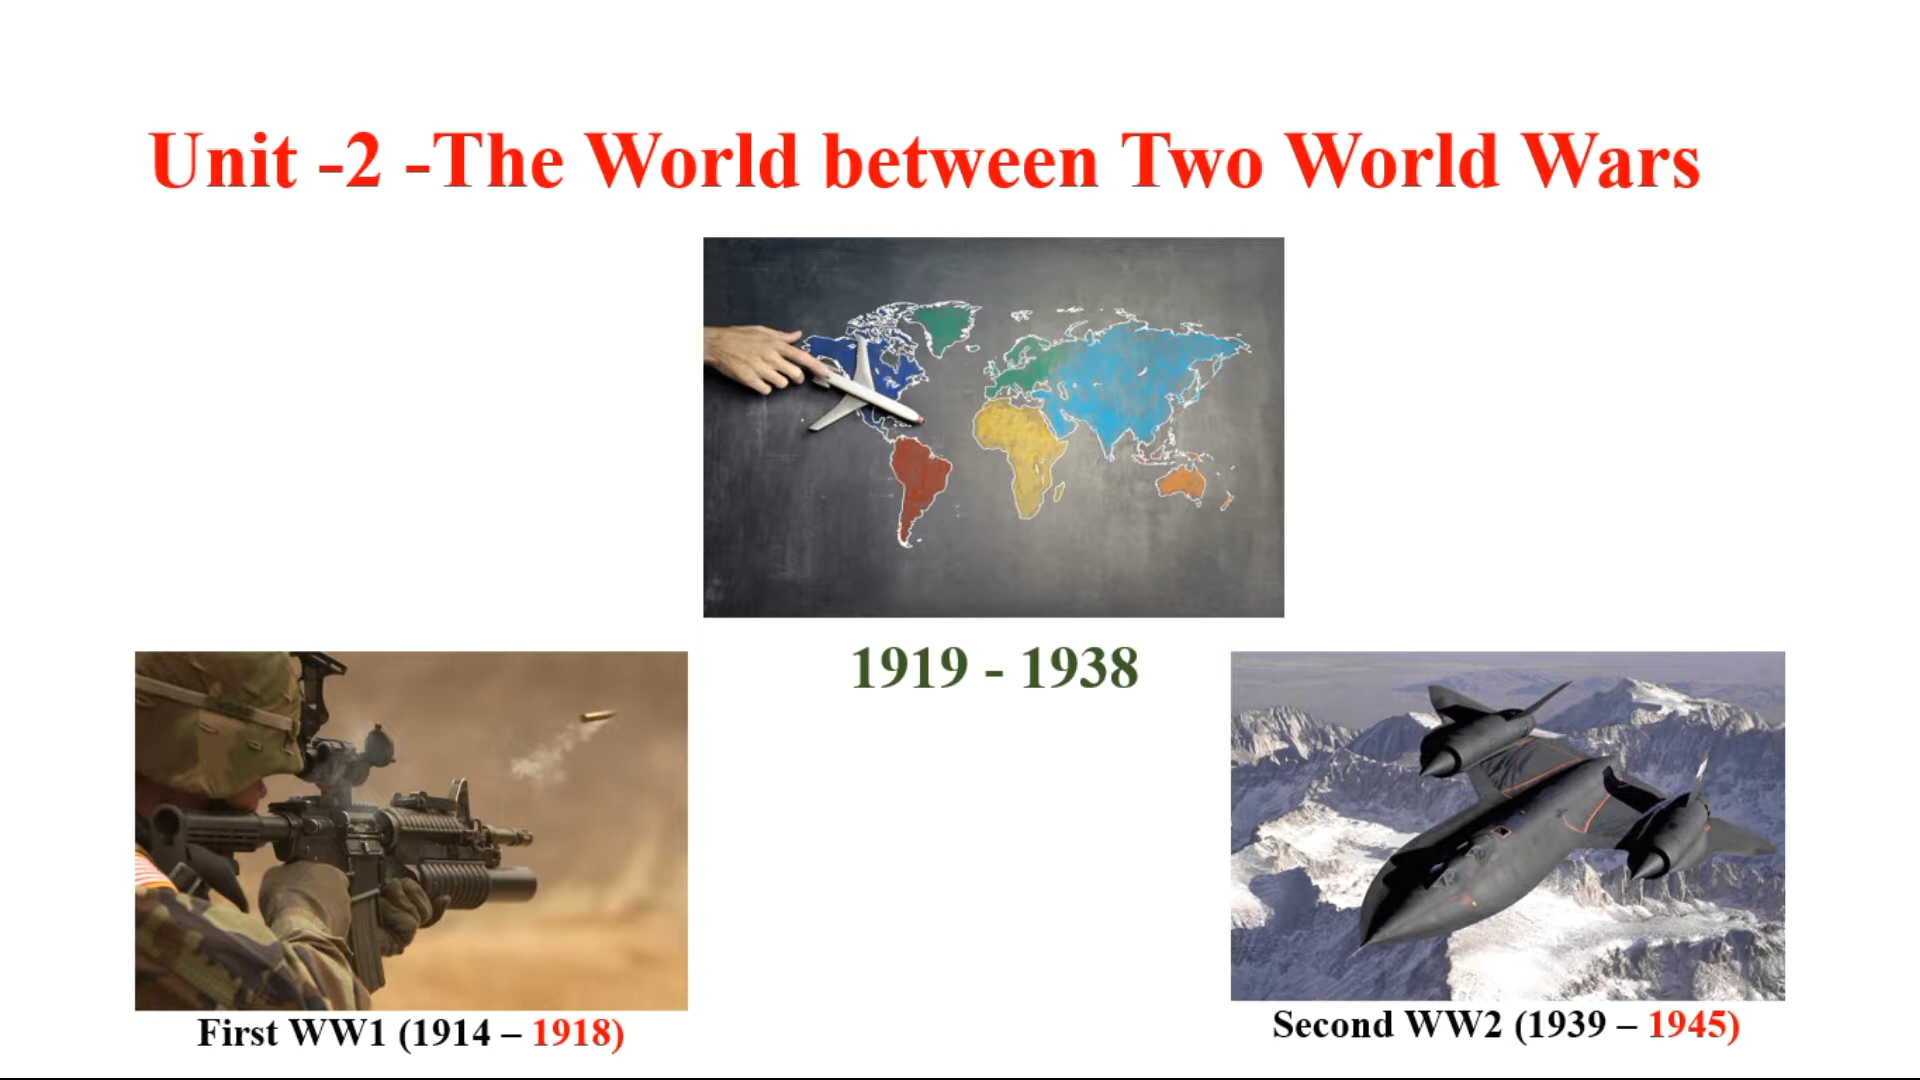 Unit -2 -The World between Two World Wars
1919 - 1938
First WW1 (1914 – 1918)
Second WW2 (1939 – 1945)